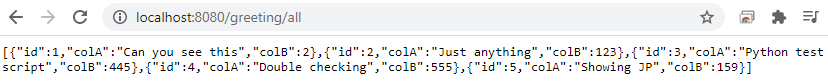 localhost:8080/greeting/all
[{"id":1,"colA":"Can you see this","colB":2},{"id":2,"colA":"Just anything","colB":123},{"id":3,"colA":"Python test
script","colB":445},{"id":4,"colA":"Double checking","colB":555},{"id":5,"colA":"Showing JP","colB":159}]